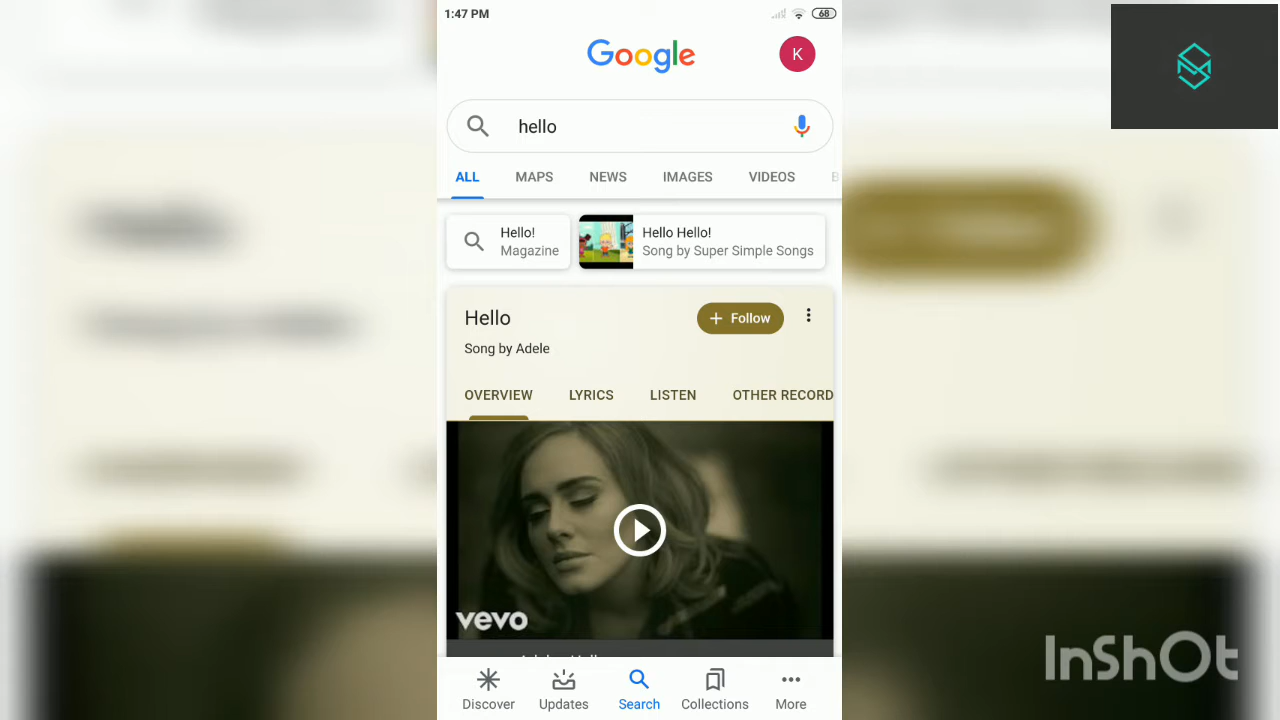 1:47 PM
68
Google
K
hello
ALL MAPS NEWS IMAGES VIDEOS
Hello!
Magazine
Hello Hello!
Song by Super Simple Songs
Hello
+ Follow
Song by Adele
OVERVIEW LYRICS LISTEN OTHER RECORD
vevo
Discover Updates Search Collections More
InShOt